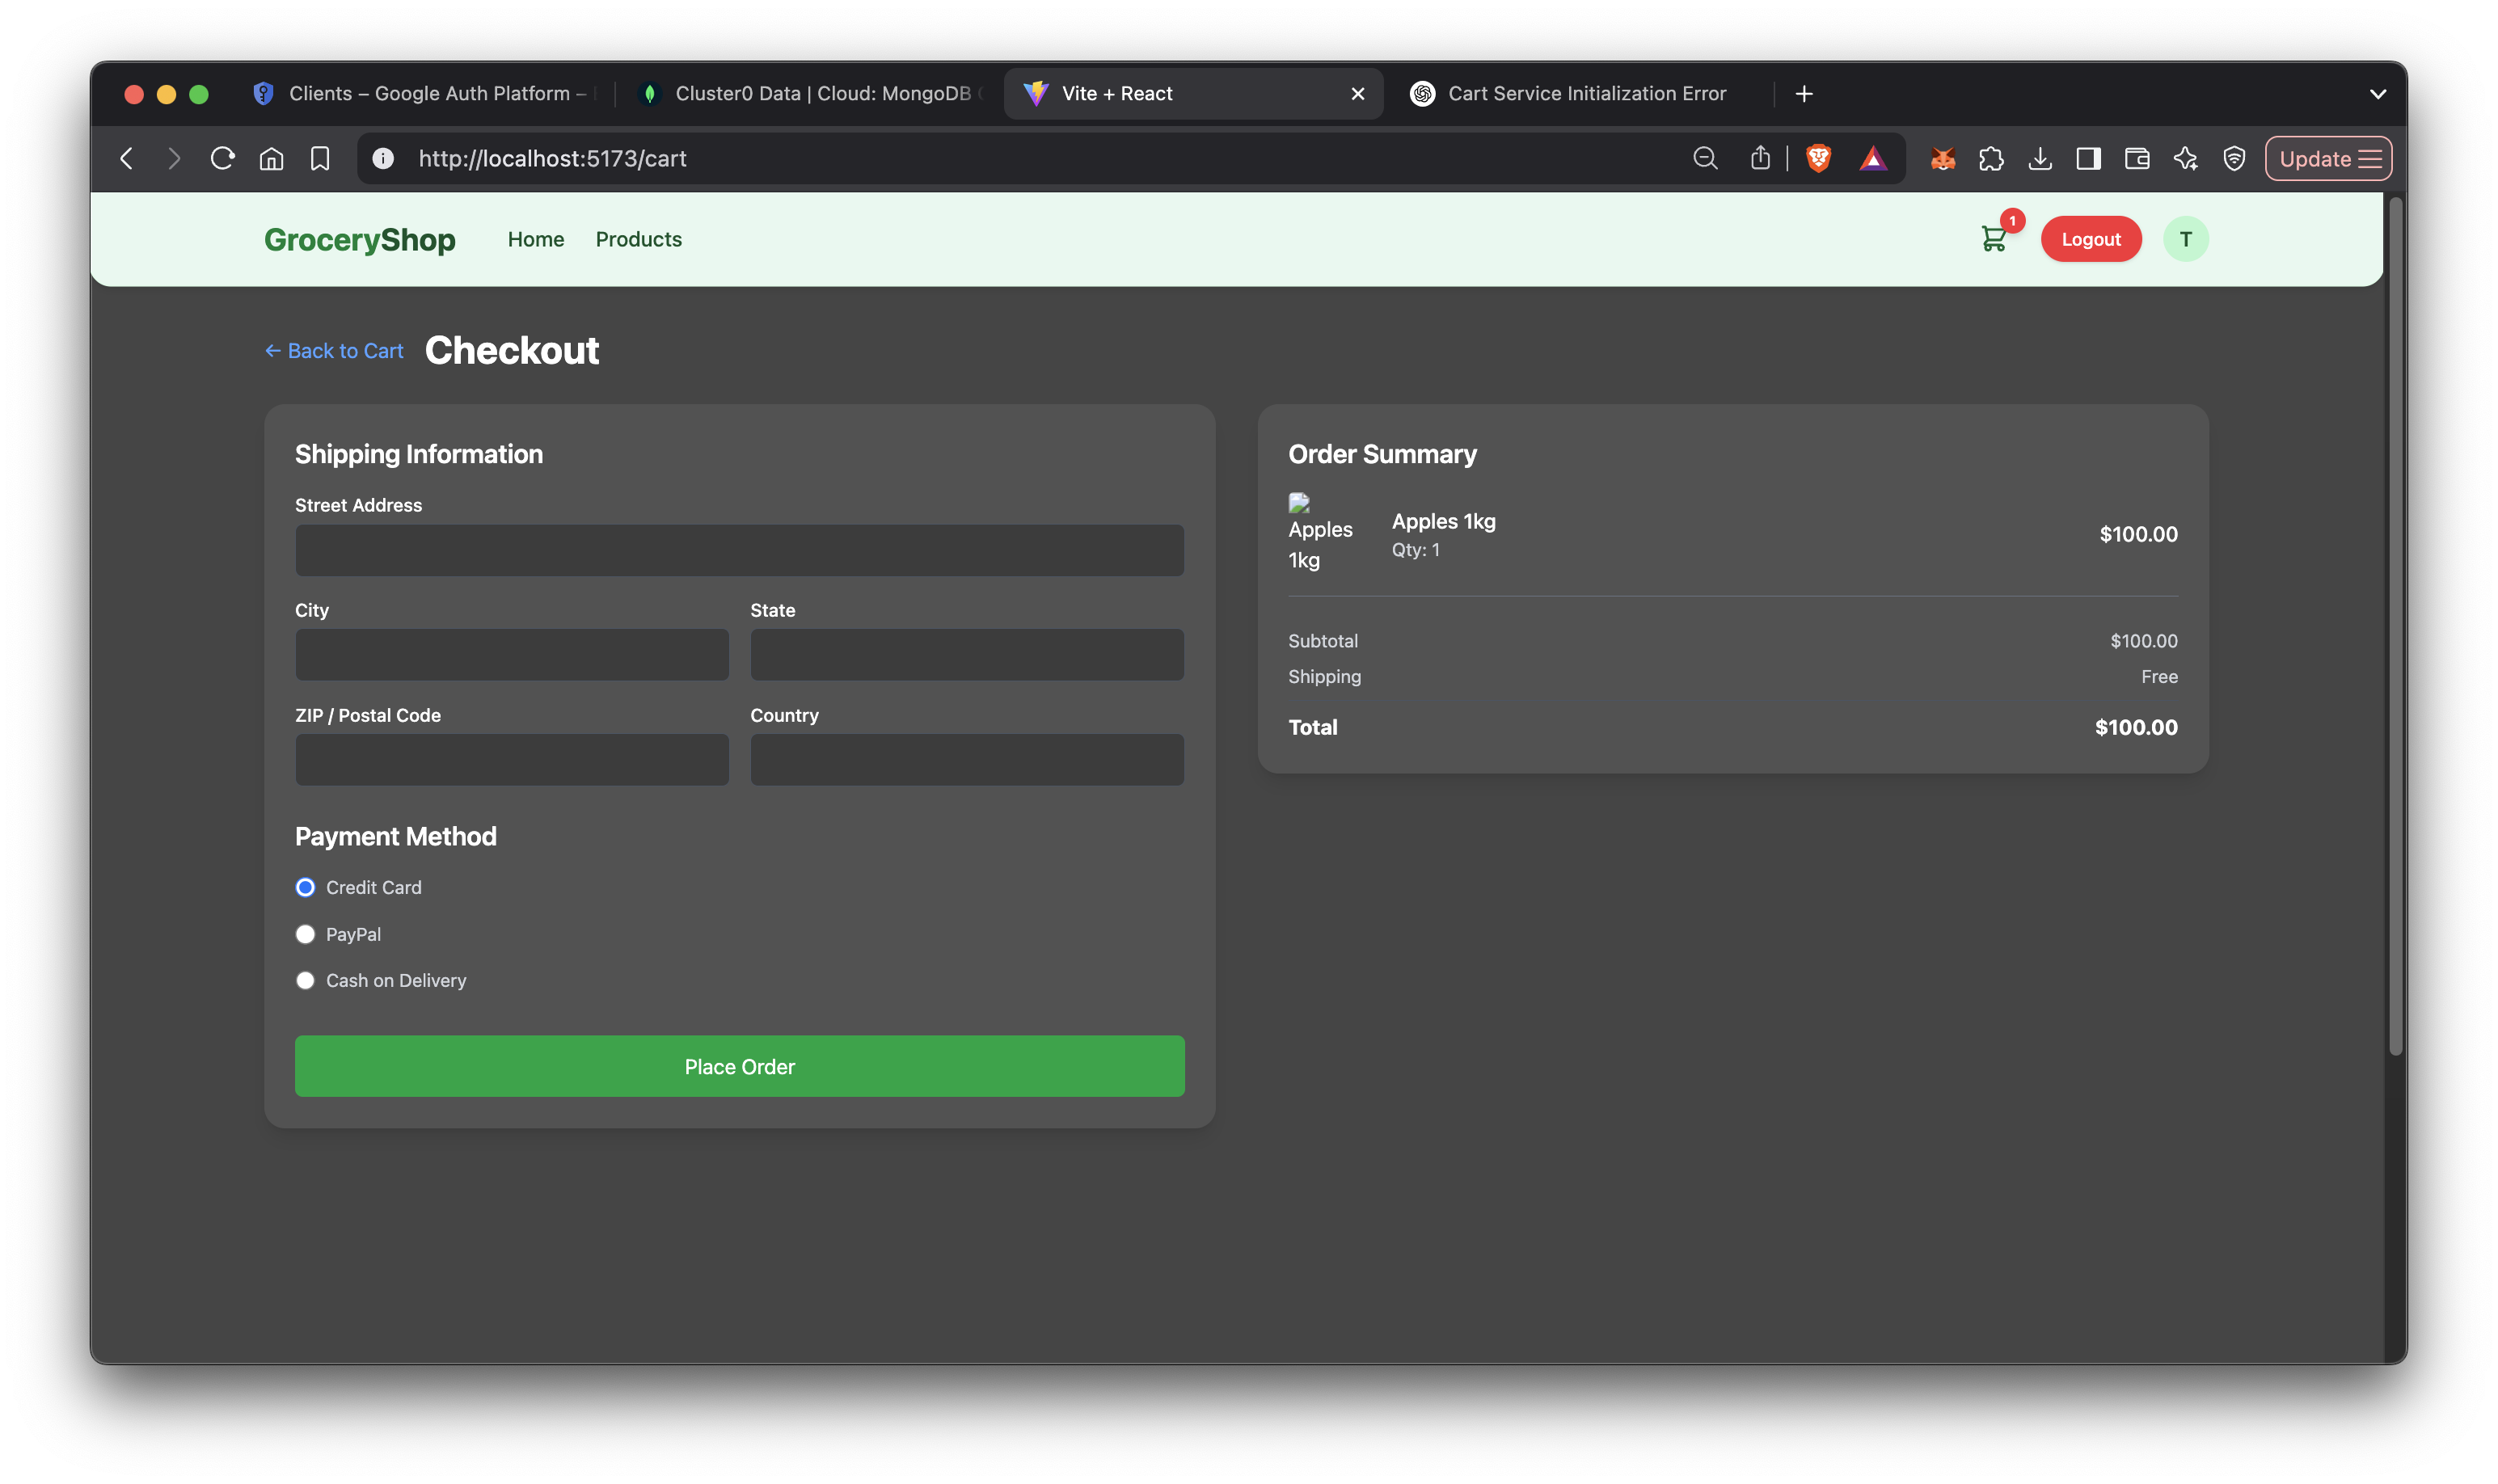 Clients – Google Auth Platform –
Cluster0 Data | Cloud: MongoDB
Vite + React
Cart Service Initialization Error
http://localhost:5173/cart
Update
GroceryShop
Home
Products
1
Logout
T
← Back to Cart
Checkout
Shipping Information
Street Address
City
State
ZIP / Postal Code
Country
Payment Method
Credit Card
PayPal
Cash on Delivery
Place Order
Order Summary
Apples
1kg
Apples 1kg
Qty: 1
$100.00
Subtotal
$100.00
Shipping
Free
Total
$100.00